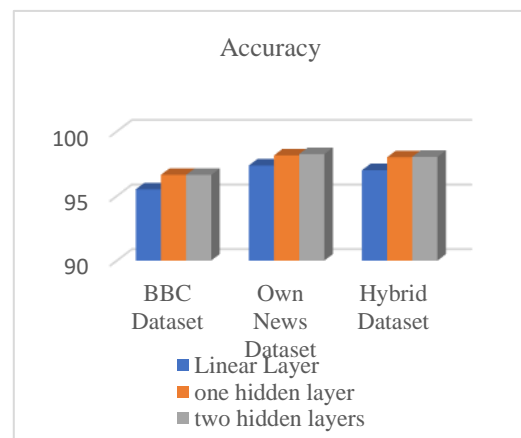 Accuracy
100
95
90
BBC Dataset
Own News Dataset
Hybrid Dataset
Linear Layer
one hidden layer
two hidden layers